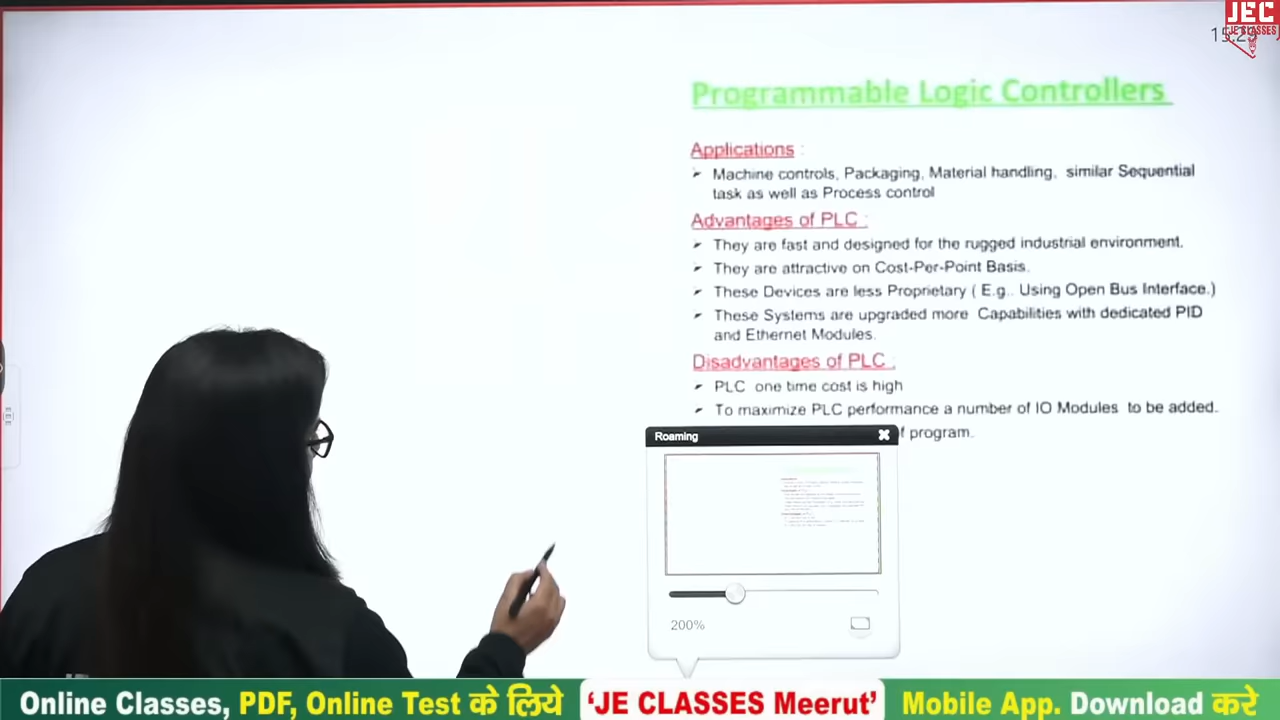 JEC
JE CLASSES
Programmable Logic Controllers
Applications :
Machine controls, Packaging, Material handling, similar Sequential
task as well as Process control
Advantages of PLC :
They are fast and designed for the rugged industrial environment.
They are attractive on Cost-Per-Point Basis.
These Devices are less Proprietary ( E.g.. Using Open Bus Interface.)
These Systems are upgraded more Capabilities with dedicated PID
and Ethernet Modules.
Disadvantages of PLC :
PLC one time cost is high
To maximize PLC performance a number of IO Modules to be added.
f program.
Roaming
200%
Online Classes, PDF, Online Test के लिये 'JE CLASSES Meerut' Mobile App. Download करे